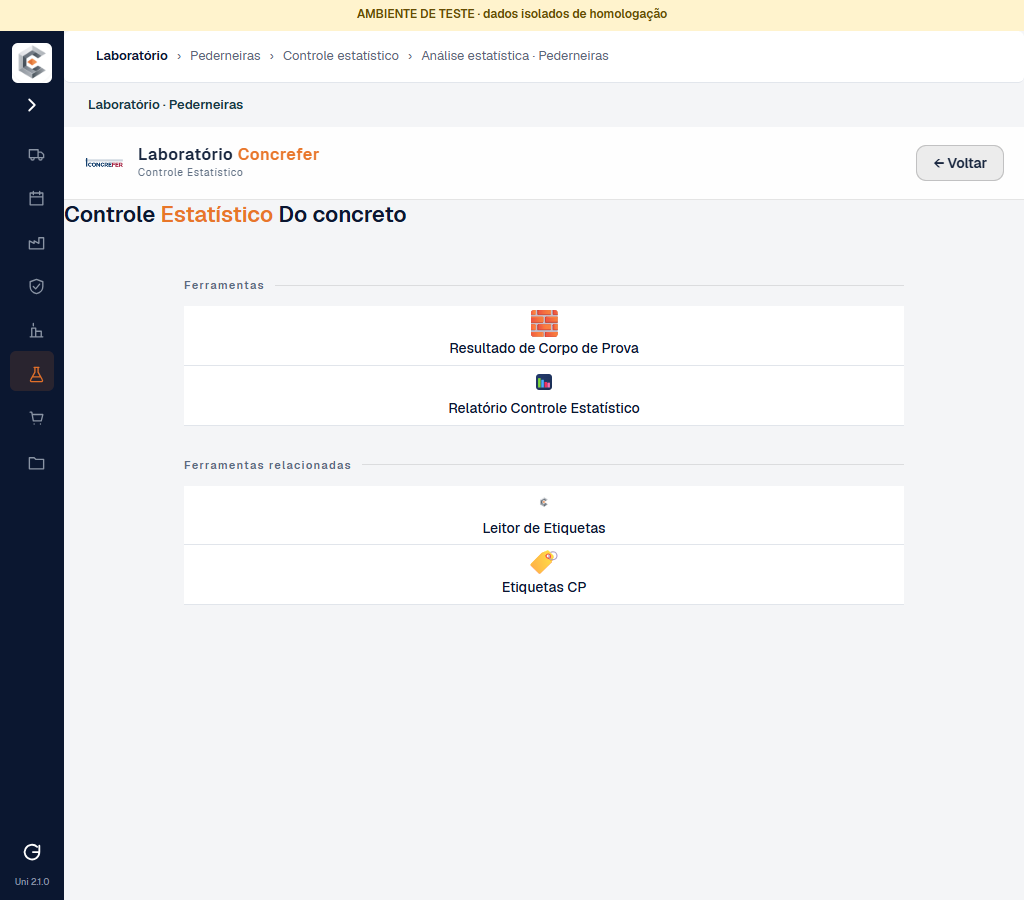 AMBIENTE DE TESTE · dados isolados de homologação
Laboratório › Pederneiras › Controle estatístico › Análise estatística · Pederneiras
Laboratório · Pederneiras
CONCREFER
Laboratório Concrefer
Controle Estatístico
← Voltar
Controle Estatístico Do concreto
Ferramentas
Resultado de Corpo de Prova
Relatório Controle Estatístico
Ferramentas relacionadas
Leitor de Etiquetas
Etiquetas CP
Uni 2.1.0